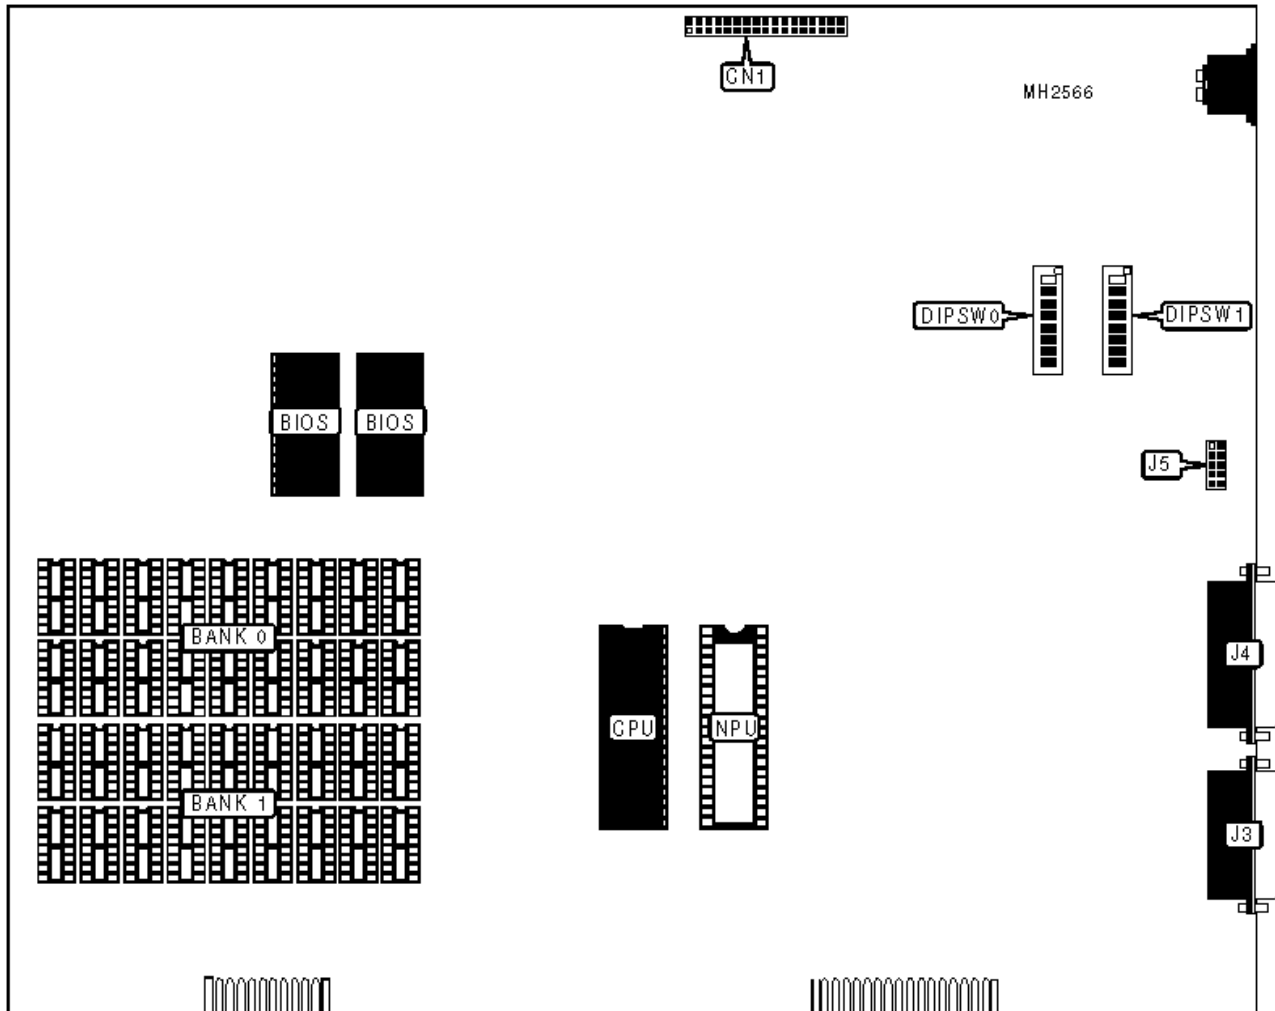 CN1
MH2566
DIPSW0
DIPSW1
BIOS
BIOS
J5
BANK 0
J4
CPU
NPU
BANK 1
J3